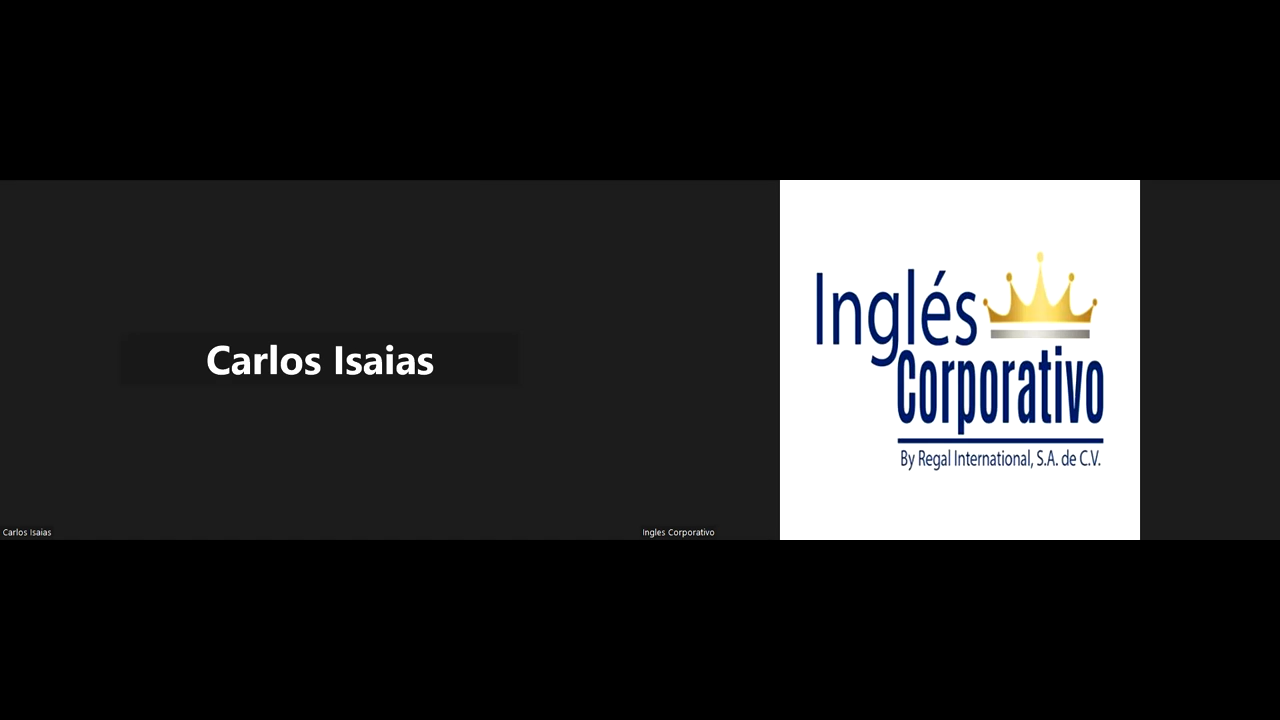 Carlos Isaias
Carlos Isaias
Inglés
Corporativo
By Regal International, S.A. de C.V.
Ingles Corporativo